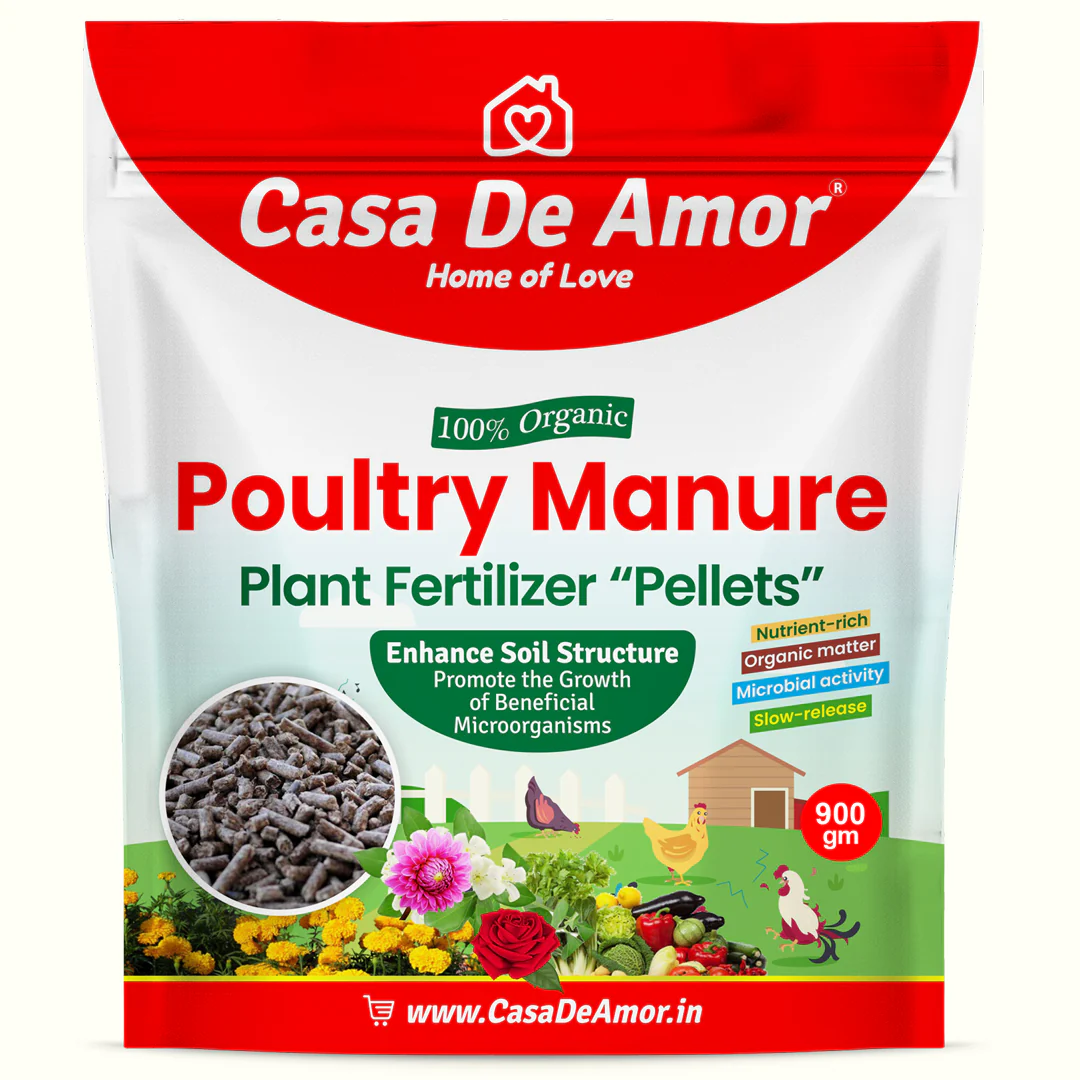 Casa De Amor®
Home of Love
100% Organic
Poultry Manure
Plant Fertilizer “Pellets”
Enhance Soil Structure
Promote the Growth
of Beneficial
Microorganisms
Nutrient-rich
Organic matter
Microbial activity
Slow-release
900
gm
www.CasaDeAmor.in